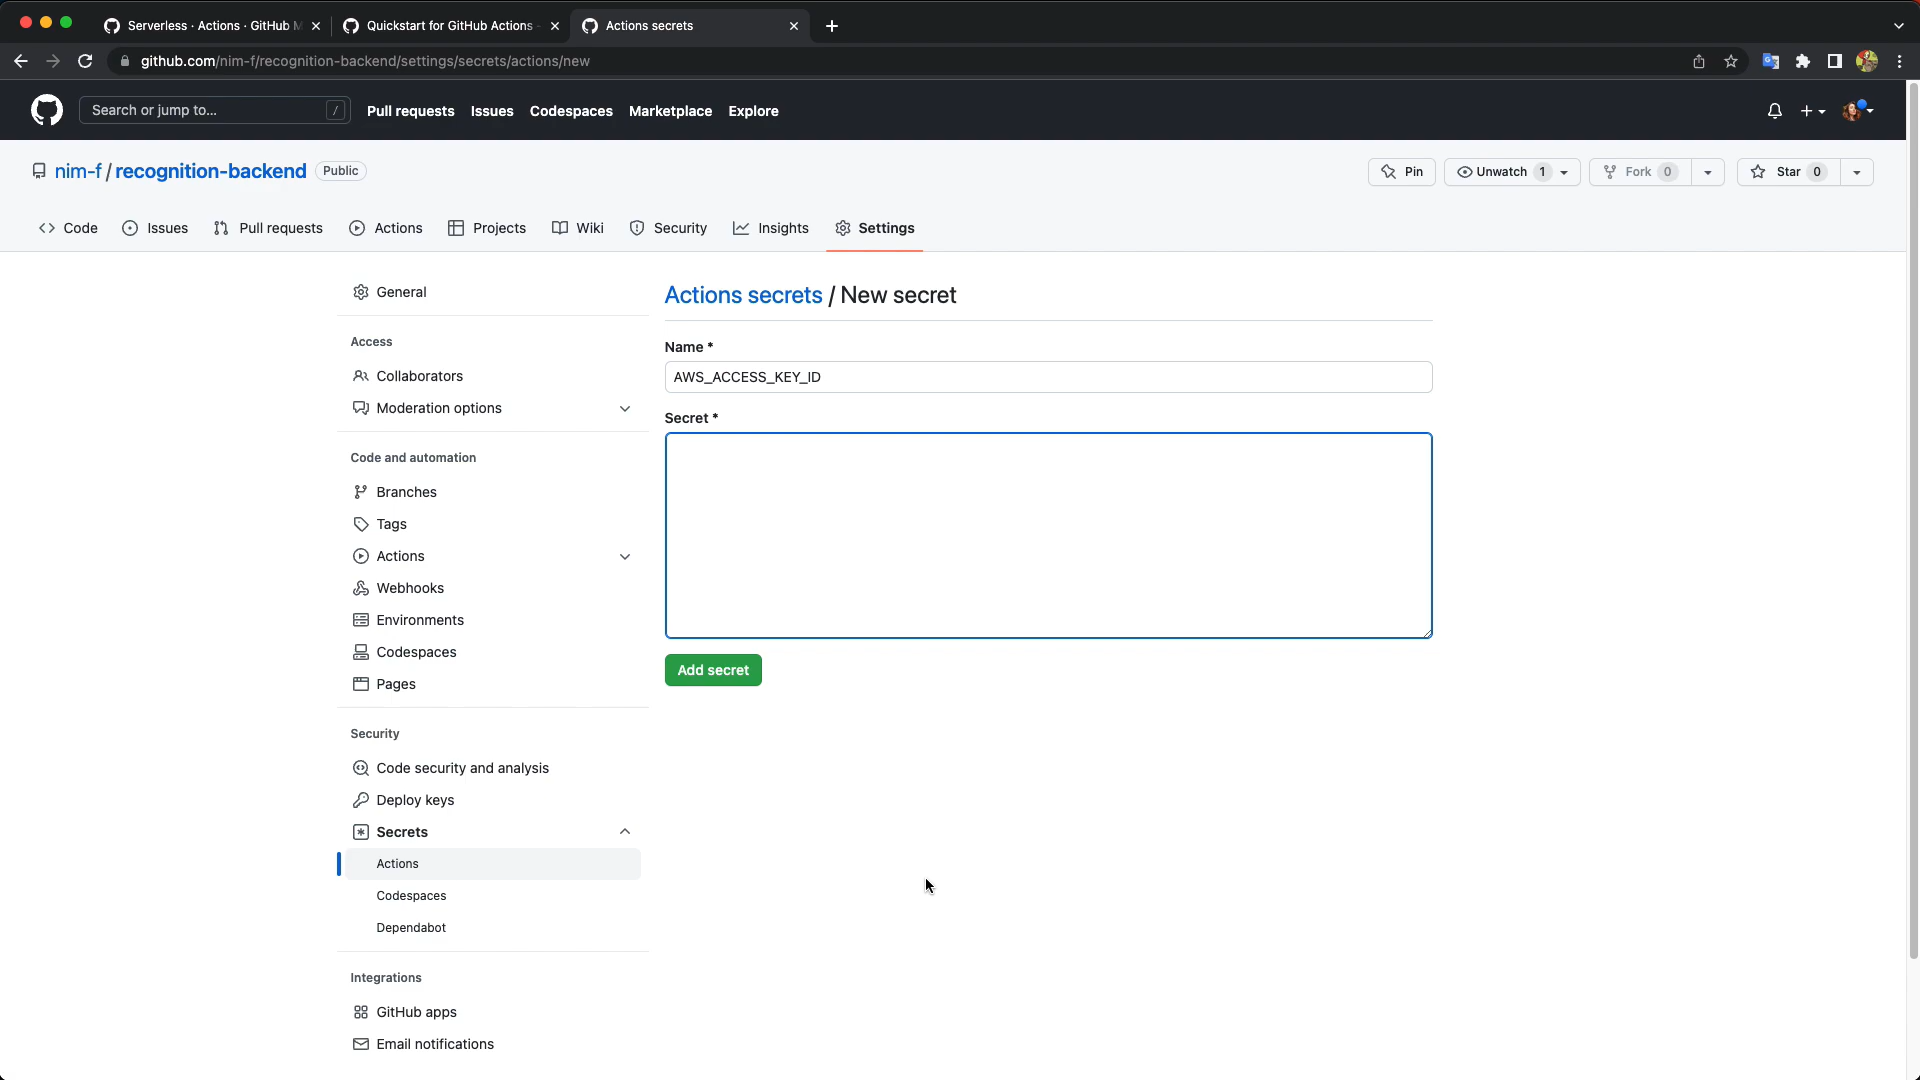 Serverless · Actions · GitHub M
Quickstart for GitHub Actions -
Actions secrets
github.com/nim-f/recognition-backend/settings/secrets/actions/new
Search or jump to... /
Pull requests
Issues
Codespaces
Marketplace
Explore
nim-f / recognition-backend Public
Pin
Unwatch 1
Fork 0
Star 0
Code
Issues
Pull requests
Actions
Projects
Wiki
Security
Insights
Settings
General
Access
Collaborators
Moderation options
Code and automation
Branches
Tags
Actions
Webhooks
Environments
Codespaces
Pages
Security
Code security and analysis
Deploy keys
Secrets
Actions
Codespaces
Dependabot
Integrations
GitHub apps
Email notifications
Actions secrets / New secret
Name *
AWS_ACCESS_KEY_ID
Secret *
Add secret